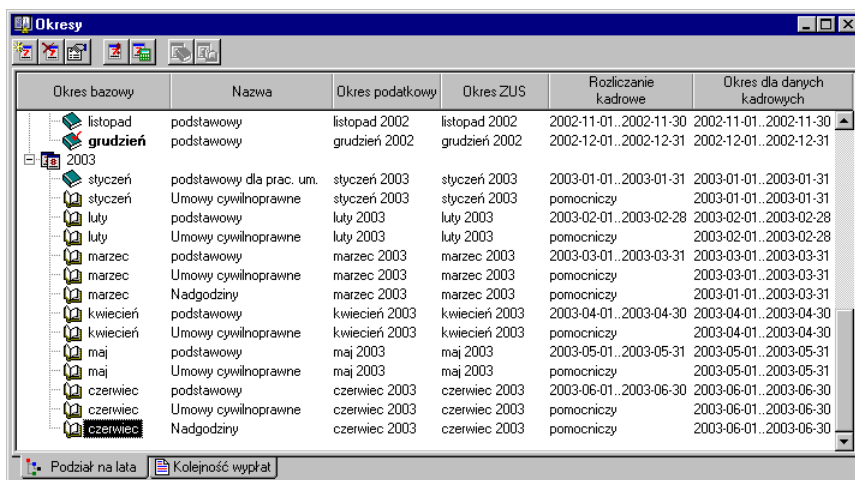 Okresy
Okres bazowy Nazwa Okres podatkowy Okres ZUS Rozliczanie kadrowe Okres dla danych kadrowych
listopad podstawowy listopad 2002 listopad 2002 2002-11-01..2002-11-30 2002-11-01..2002-11-30
grudzień podstawowy grudzień 2002 grudzień 2002 2002-12-01..2002-12-31 2002-12-01..2002-12-31
2003
styczeń podstawowy dla prac. um. styczeń 2003 styczeń 2003 2003-01-01..2003-01-31 2003-01-01..2003-01-31
styczeń Umowy cywilnoprawne styczeń 2003 styczeń 2003 pomocniczy 2003-01-01..2003-01-31
luty podstawowy luty 2003 luty 2003 2003-02-01..2003-02-28 2003-02-01..2003-02-28
luty Umowy cywilnoprawne luty 2003 luty 2003 pomocniczy 2003-02-01..2003-02-28
marzec podstawowy marzec 2003 marzec 2003 2003-03-01..2003-03-31 2003-03-01..2003-03-31
marzec Umowy cywilnoprawne marzec 2003 marzec 2003 pomocniczy 2003-03-01..2003-03-31
marzec Nadgodziny marzec 2003 marzec 2003 pomocniczy 2003-01-01..2003-03-31
kwiecień podstawowy kwiecień 2003 kwiecień 2003 2003-04-01..2003-04-30 2003-04-01..2003-04-30
kwiecień Umowy cywilnoprawne kwiecień 2003 kwiecień 2003 pomocniczy 2003-04-01..2003-04-30
maj podstawowy maj 2003 maj 2003 2003-05-01..2003-05-31 2003-05-01..2003-05-31
maj Umowy cywilnoprawne maj 2003 maj 2003 pomocniczy 2003-05-01..2003-05-31
czerwiec podstawowy czerwiec 2003 czerwiec 2003 2003-06-01..2003-06-30 2003-06-01..2003-06-30
czerwiec Umowy cywilnoprawne czerwiec 2003 czerwiec 2003 pomocniczy 2003-06-01..2003-06-30
czerwiec Nadgodziny czerwiec 2003 czerwiec 2003 pomocniczy 2003-06-01..2003-06-30
Podział na lata Kolejność wypłat